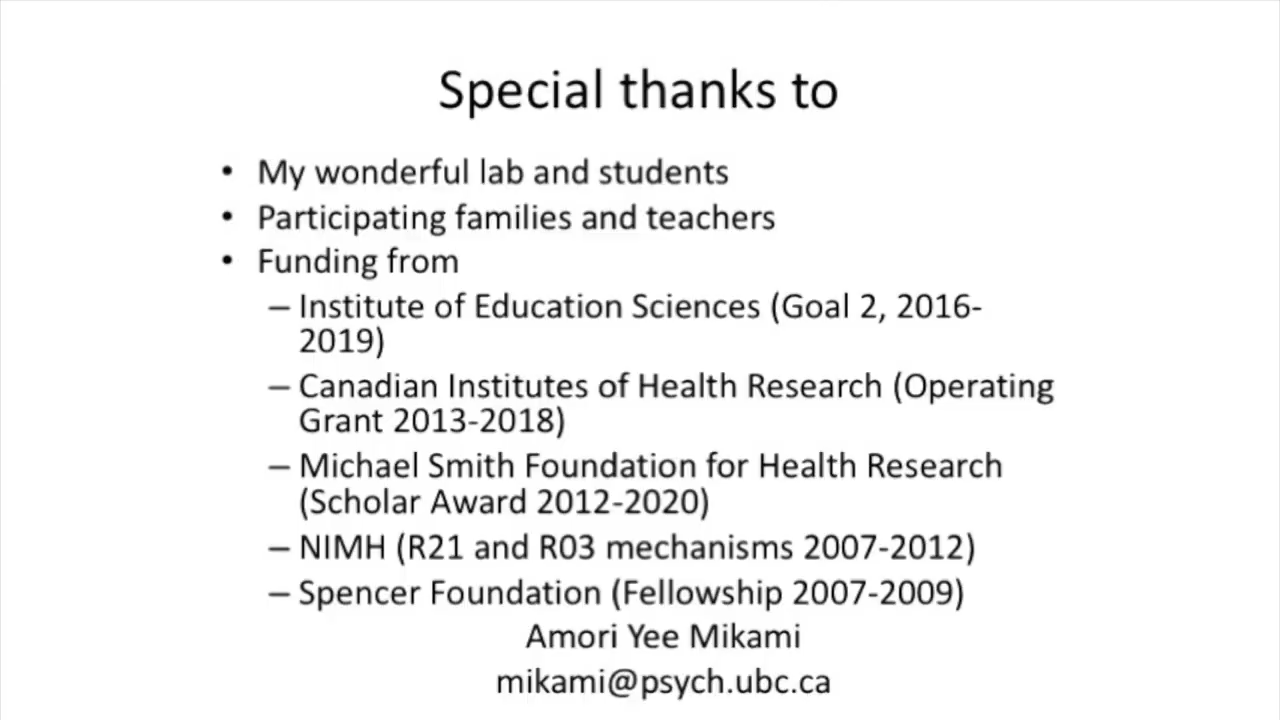 Special thanks to
• My wonderful lab and students
• Participating families and teachers
• Funding from
– Institute of Education Sciences (Goal 2, 2016-
2019)
– Canadian Institutes of Health Research (Operating
Grant 2013-2018)
– Michael Smith Foundation for Health Research
(Scholar Award 2012-2020)
– NIMH (R21 and R03 mechanisms 2007-2012)
– Spencer Foundation (Fellowship 2007-2009)
Amori Yee Mikami
mikami@psych.ubc.ca